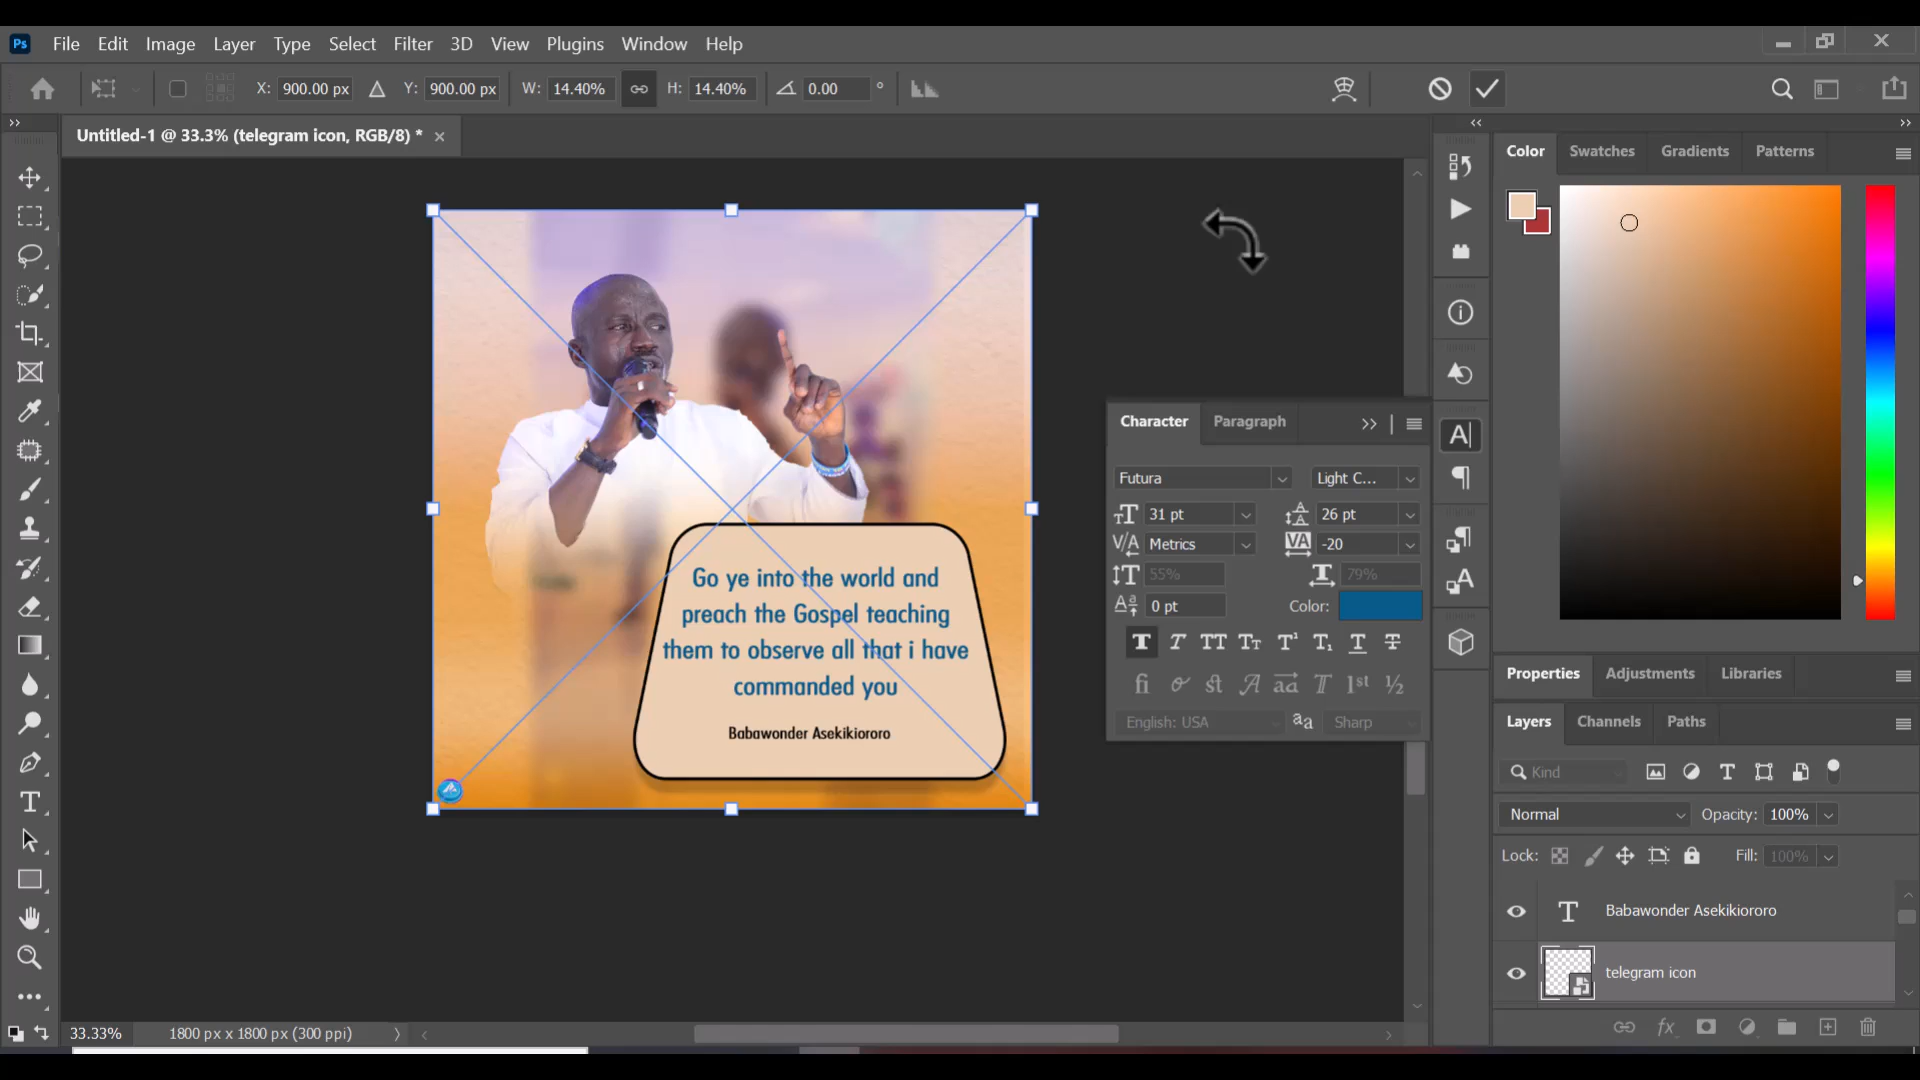 Ps File Edit Image Layer Type Select Filter 3D View Plugins Window Help
X: 900.00 px Y: 900.00 px W: 14.40% H: 14.40% 0.00 °
Untitled-1 @ 33.3% (telegram icon, RGB/8) *
Color Swatches Gradients Patterns
Go ye into the world and
preach the Gospel teaching
them to observe all that i have
commanded you
Babawonder Asekikiororo
Character Paragraph
Futura Light C...
31 pt 26 pt
Metrics -20
55% 79%
0 pt Color:
English: USA Sharp
Properties Adjustments Libraries
Layers Channels Paths
Kind
Normal Opacity: 100%
Lock: Fill: 100%
Babawonder Asekikiororo
telegram icon
33.33% 1800 px x 1800 px (300 ppi)